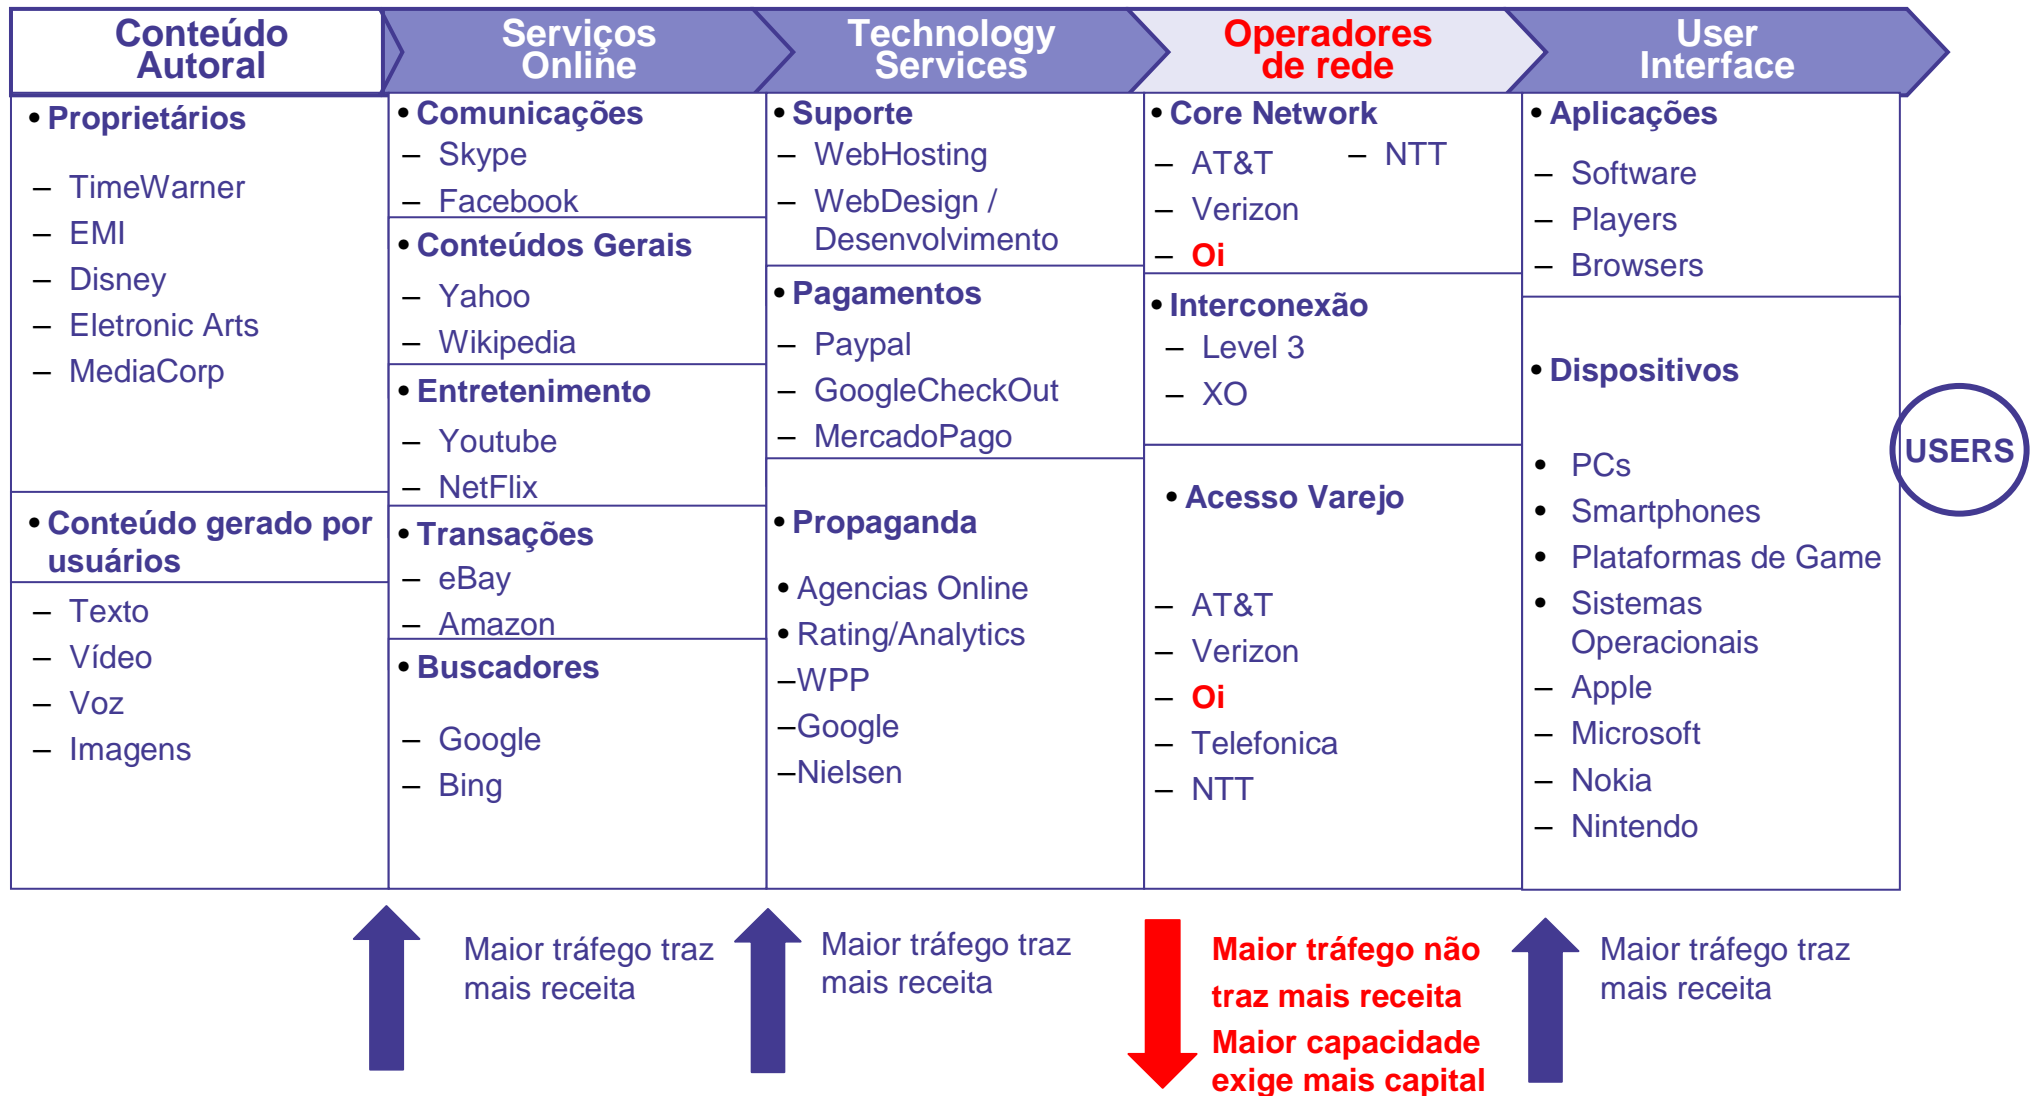 Conteúdo
Autoral
Serviços
Online
Technology
Services
Operadores
de rede
User
Interface
• Proprietários
– TimeWarner
– EMI
– Disney
– Eletronic Arts
– MediaCorp
• Conteúdo gerado por
usuários
– Texto
– Vídeo
– Voz
– Imagens
• Comunicações
– Skype
– Facebook
• Conteúdos Gerais
– Yahoo
– Wikipedia
• Entretenimento
– Youtube
– NetFlix
• Transações
– eBay
– Amazon
• Buscadores
– Google
– Bing
• Suporte
– WebHosting
– WebDesign /
Desenvolvimento
• Pagamentos
– Paypal
– GoogleCheckOut
– MercadoPago
• Propaganda
• Agencias Online
• Rating/Analytics
–WPP
–Google
–Nielsen
• Core Network
– AT&T – NTT
– Verizon
– Oi
• Interconexão
– Level 3
– XO
• Acesso Varejo
– AT&T
– Verizon
– Oi
– Telefonica
– NTT
• Aplicações
– Software
– Players
– Browsers
• Dispositivos
• PCs
• Smartphones
• Plataformas de Game
• Sistemas
Operacionais
– Apple
– Microsoft
– Nokia
– Nintendo
USERS
Maior tráfego traz
mais receita
Maior tráfego traz
mais receita
Maior tráfego não
traz mais receita
Maior capacidade
exige mais capital
Maior tráfego traz
mais receita